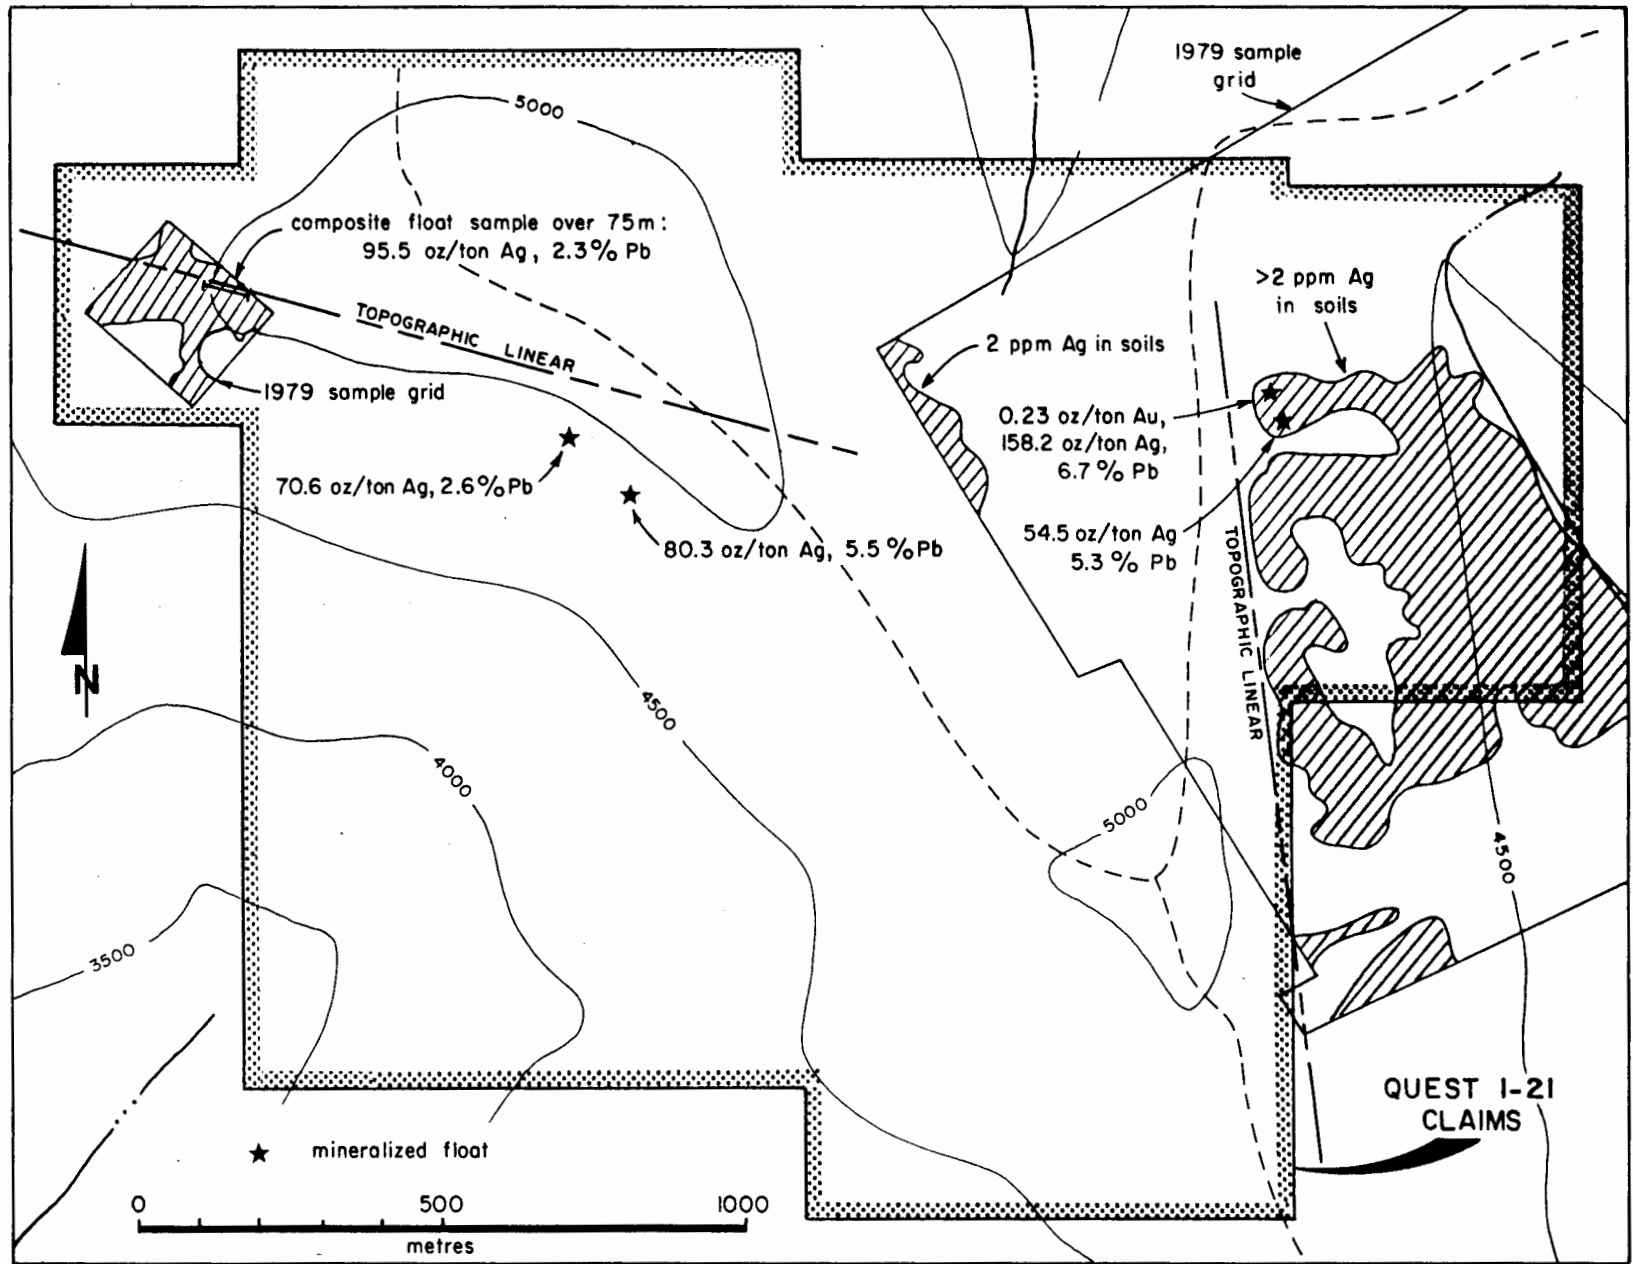 1979 sample
grid
5000
composite float sample over 75m:
95.5 oz/ton Ag, 2.3% Pb
TOPOGRAPHIC LINEAR
1979 sample grid
>2 ppm Ag
in soils
2 ppm Ag in soils
0.23 oz/ton Au,
158.2 oz/ton Ag,
6.7 % Pb
70.6 oz/ton Ag, 2.6% Pb
80.3 oz/ton Ag, 5.5 % Pb
54.5 oz/ton Ag
5.3 % Pb
TOPOGRAPHIC LINEAR
N
4500
4000
5000
4500
3500
QUEST 1-21
CLAIMS
★ mineralized float
0 500 1000
metres